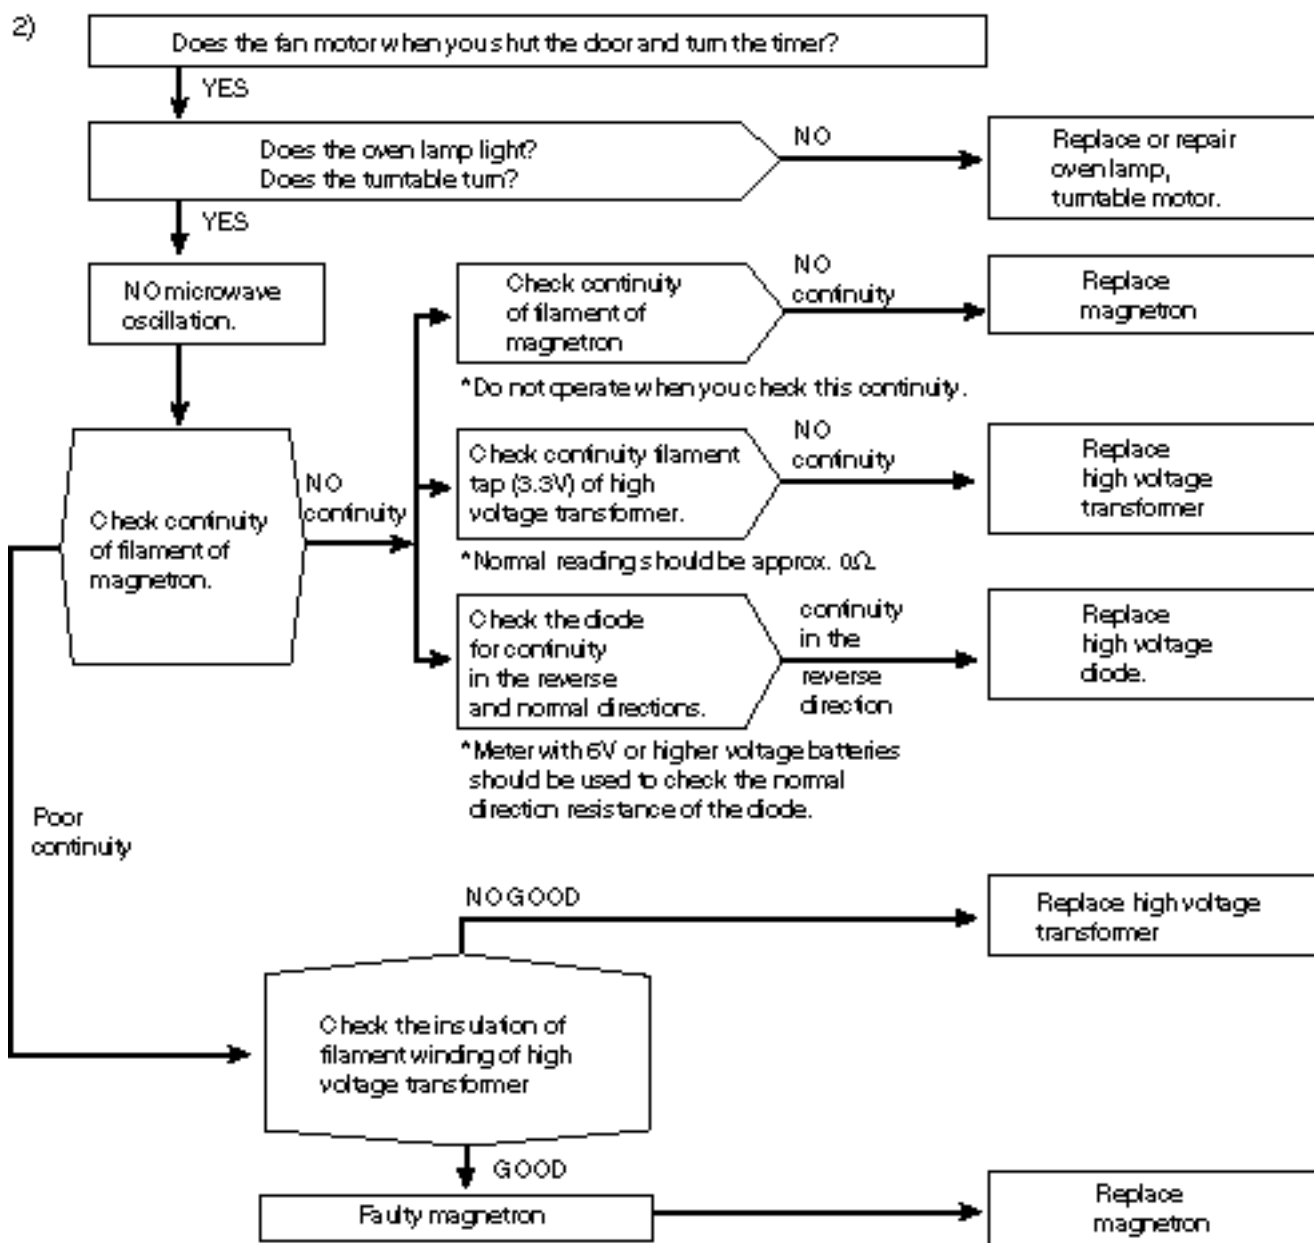 2)
Does the fan motor when you shut the door and turn the timer?
YES
Does the oven lamp light?
Does the turntable turn?
NO
Replace or repair
oven lamp,
turntable motor.
YES
NO microwave
oscillation.
Check continuity
of filament of
magnetron
NO
continuity
Replace
magnetron
*Do not operate when you check this continuity.
Check continuity
of filament of
magnetron.
NO
continuity
Check continuity filament
tap (3.3V) of high
voltage transformer.
NO
continuity
Replace
high voltage
transformer
*Normal reading should be approx. 0Ω
Check the diode
for continuity
in the reverse
and normal directions.
continuity
in the
reverse
direction
Replace
high voltage
diode.
*Meter with 6V or higher voltage batteries
should be used to check the normal
direction resistance of the diode.
Poor
continuity
NO GOOD
Replace high voltage
transformer
Check the insulation of
filament winding of high
voltage transformer
GOOD
Faulty magnetron
Replace
magnetron